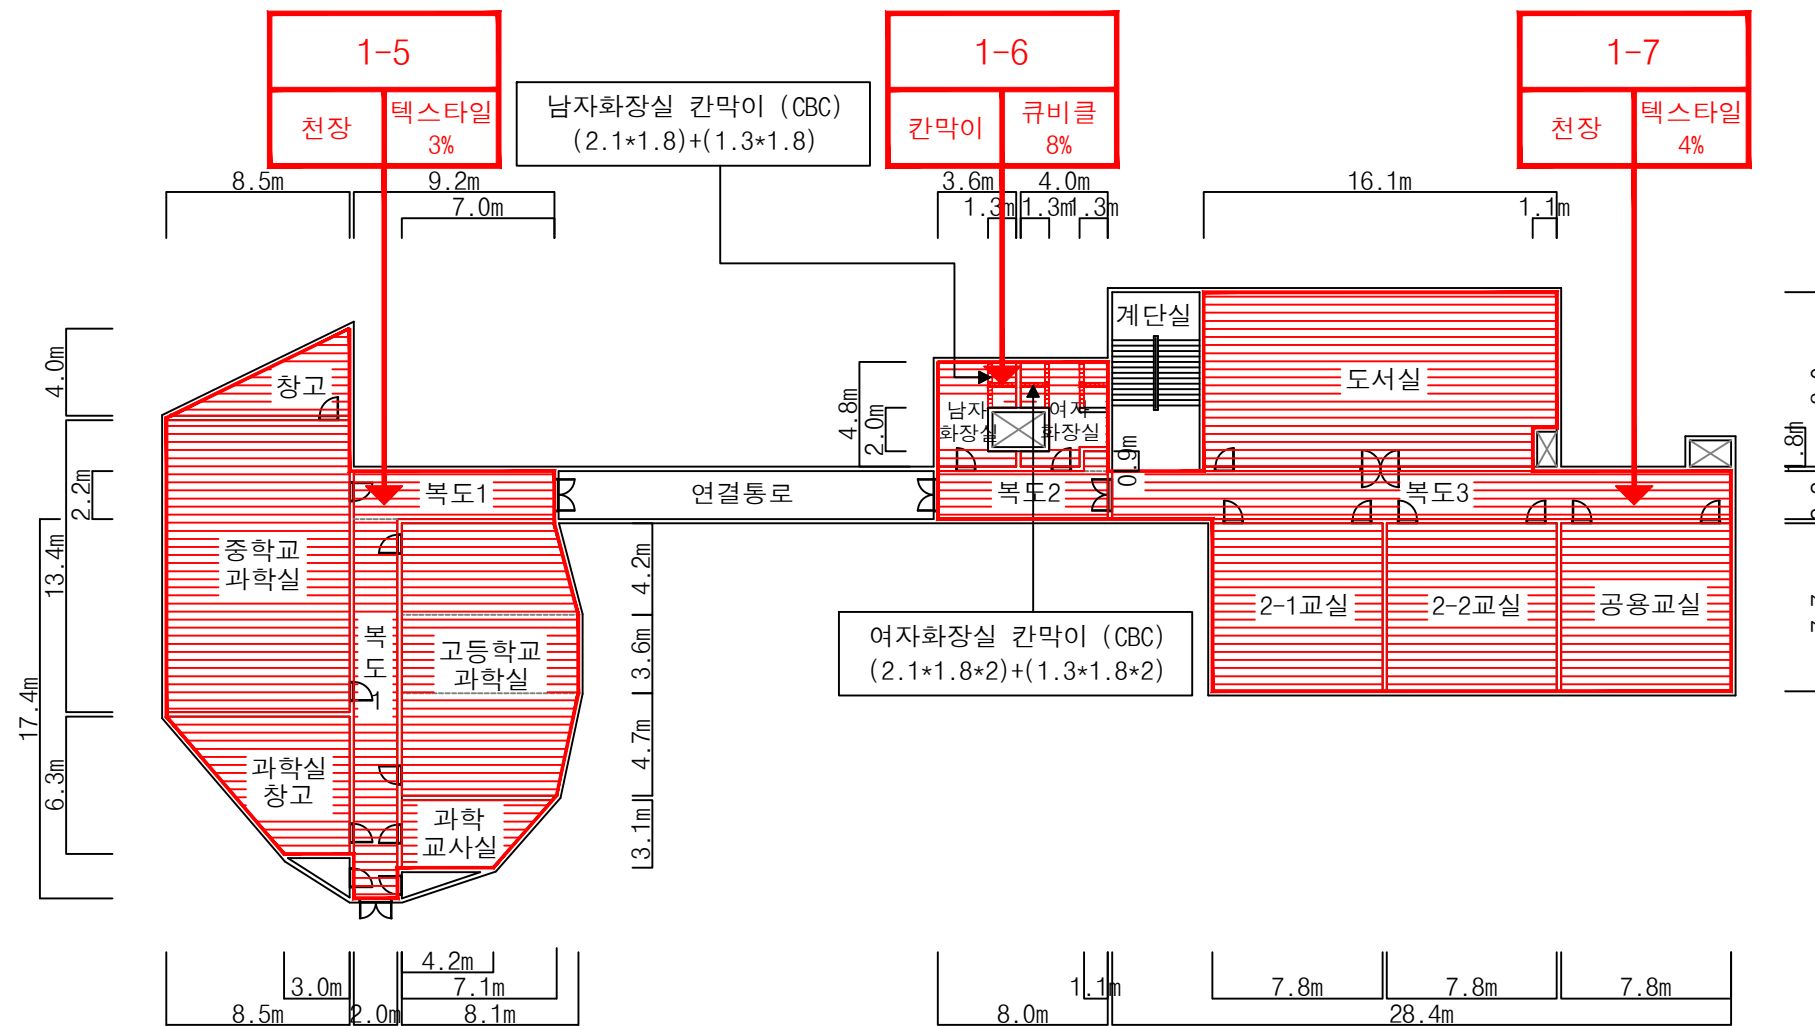 1-5
천장
텍스타일
3%
남자화장실 칸막이 (CBC)
(2.1*1.8)+(1.3*1.8)
1-6
칸막이
큐비클
8%
1-7
천장
텍스타일
4%
8.5m
9.2m
7.0m
3.6m
4.0m
1.3m
1.3m
1.3m
16.1m
1.1m
4.0m
2.2m
13.4m
17.4m
6.3m
창고
중학교
과학실
과학실
창고
복도1
복
도
1
고등학교
과학실
과학
교사실
연결통로
4.2m
3.6m
4.7m
3.1m
4.8m
2.0m
남자
화장실
여자
화장실
0.9m
복도2
계단실
도서실
복도3
2-1교실
2-2교실
공용교실
1.8m
여자화장실 칸막이 (CBC)
(2.1*1.8*2)+(1.3*1.8*2)
4.2m
3.0m
7.1m
8.5m
2.0m
8.1m
1.1m
8.0m
7.8m
7.8m
7.8m
28.4m